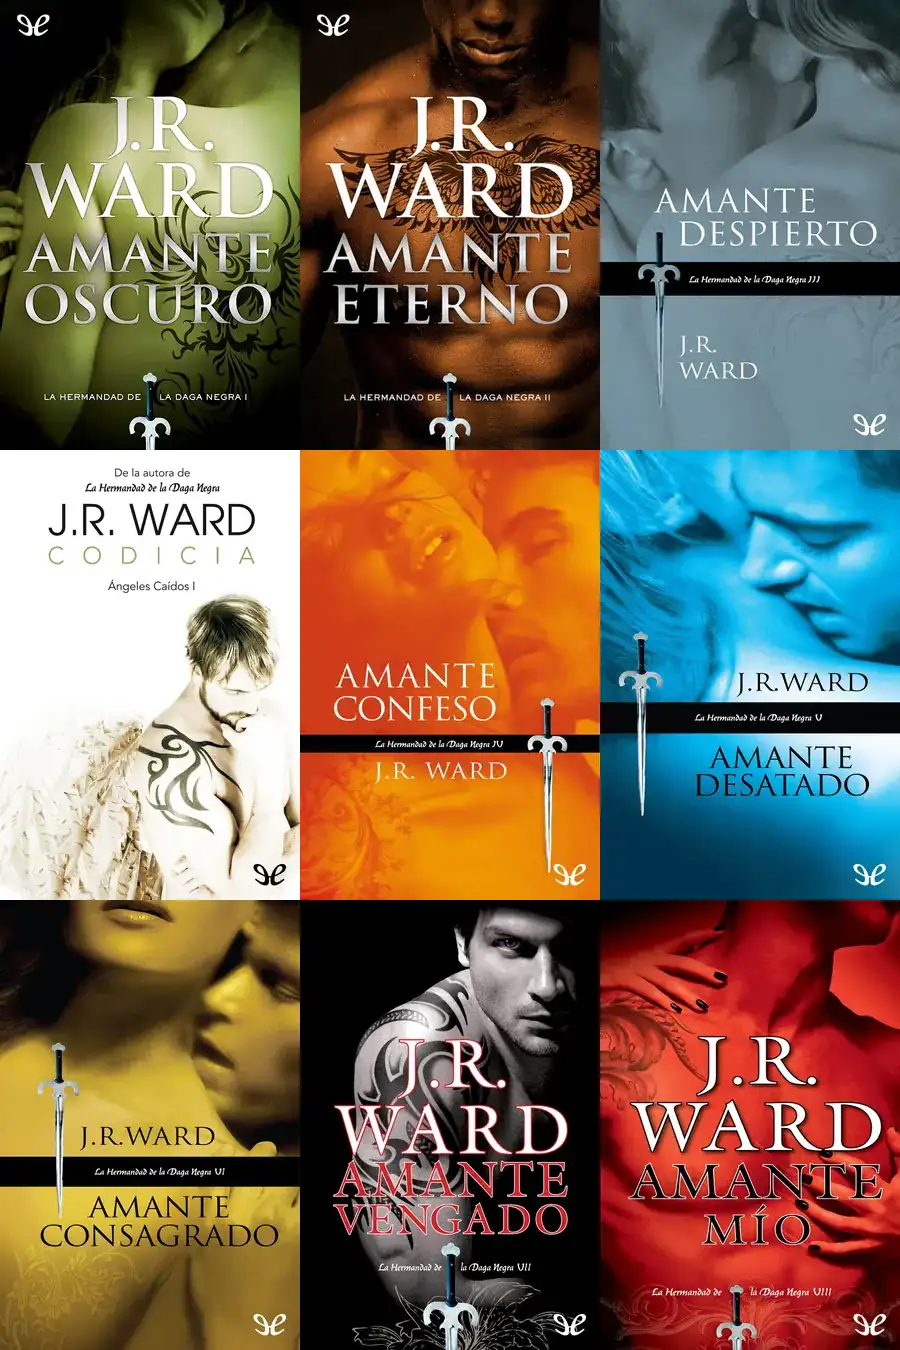 J.R.
WARD
AMANTE
OSCURO
LA HERMANDAD DE LA DAGA NEGRA I
J.R.
WARD
AMANTE
ETERNO
LA HERMANDAD DE LA DAGA NEGRA II
AMANTE
DESPIERTO
La Hermandad de la Daga Negra III
J.R.
WARD
De la autora de
La Hermandad de la Daga Negra
J.R. WARD
CODICIA
Ángeles Caídos I
AMANTE
CONFESO
La Hermandad de la Daga Negra IV
J.R. WARD
J.R.WARD
La Hermandad de la Daga Negra V
AMANTE
DESATADO
J.R.WARD
La Hermandad de la Daga Negra VI
AMANTE
CONSAGRADO
J.R.
WARD
AMANTE
VENGADO
La Hermandad de la Daga Negra VII
J.R.
WARD
AMANTE
MÍO
La Hermandad de la Daga Negra VIII